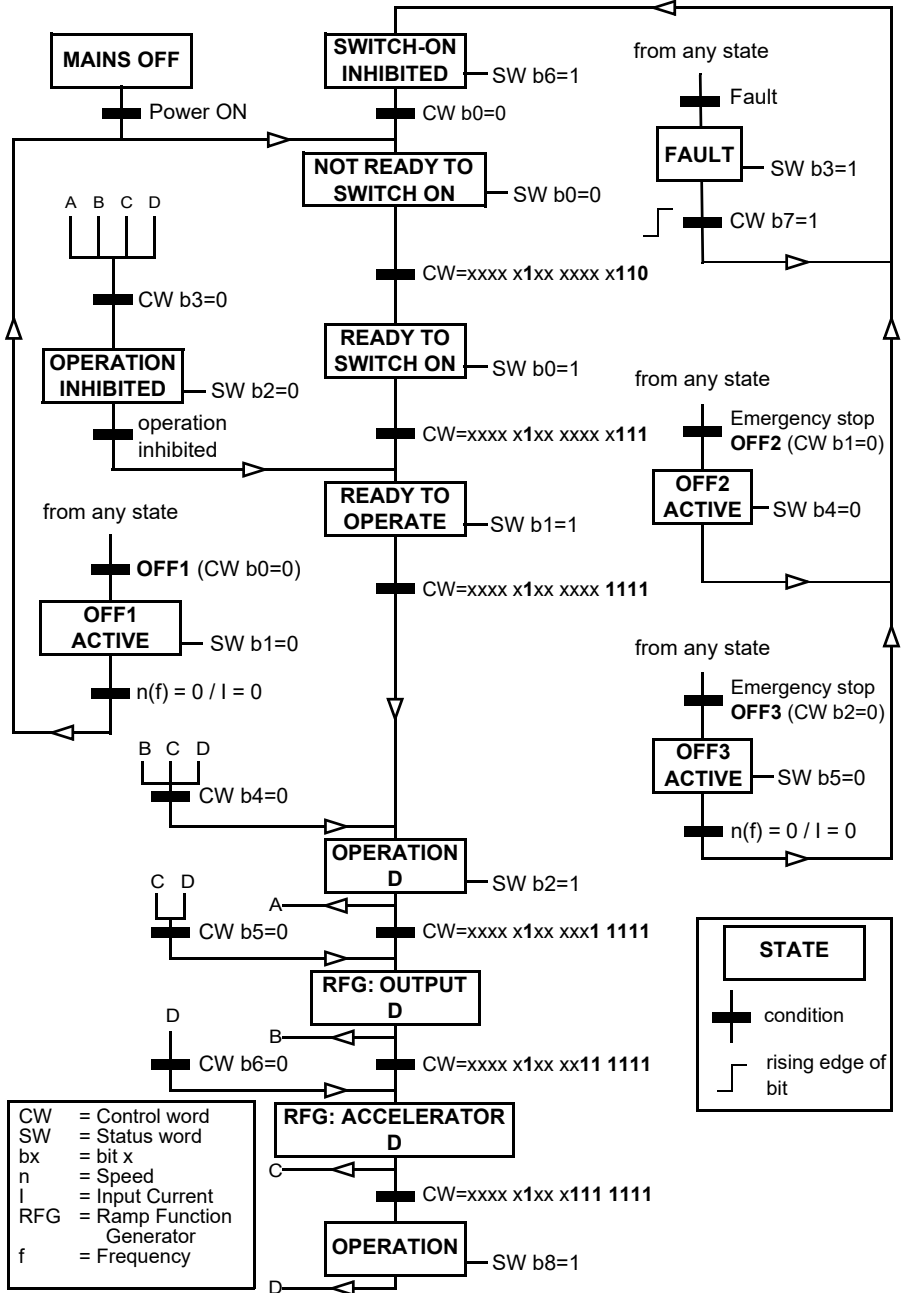 MAINS OFF
Power ON
SWITCH-ON
INHIBITED
SW b6=1
CW b0=0
from any state
Fault
FAULT
SW b3=1
CW b7=1
NOT READY TO
SWITCH ON
SW b0=0
A B C D
CW b3=0
CW=xxxx x1xx xxxx x110
OPERATION
INHIBITED
SW b2=0
operation
inhibited
READY TO
SWITCH ON
SW b0=1
CW=xxxx x1xx xxxx x111
from any state
Emergency stop
OFF2 (CW b1=0)
OFF2
ACTIVE
SW b4=0
READY TO
OPERATE
SW b1=1
from any state
OFF1 (CW b0=0)
OFF1
ACTIVE
SW b1=0
n(f) = 0 / I = 0
CW=xxxx x1xx xxxx 1111
from any state
Emergency stop
OFF3 (CW b2=0)
OFF3
ACTIVE
SW b5=0
n(f) = 0 / I = 0
B C D
CW b4=0
OPERATION
D
SW b2=1
A
C D
CW b5=0
CW=xxxx x1xx xxx1 1111
RFG: OUTPUT
D
B
D
CW b6=0
CW=xxxx x1xx xx11 1111
RFG: ACCELERATOR
D
C
CW=xxxx x1xx x111 1111
OPERATION
SW b8=1
D
STATE
condition
rising edge of
bit
CW = Control word
SW = Status word
bx = bit x
n = Speed
I = Input Current
RFG = Ramp Function
Generator
f = Frequency